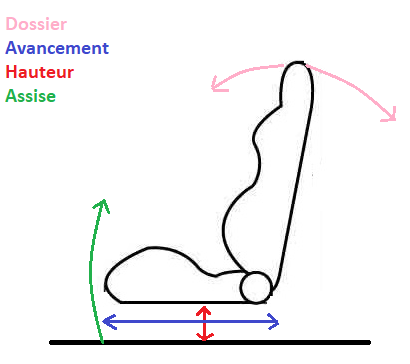 Dossier
Avancement
Hauteur
Assise